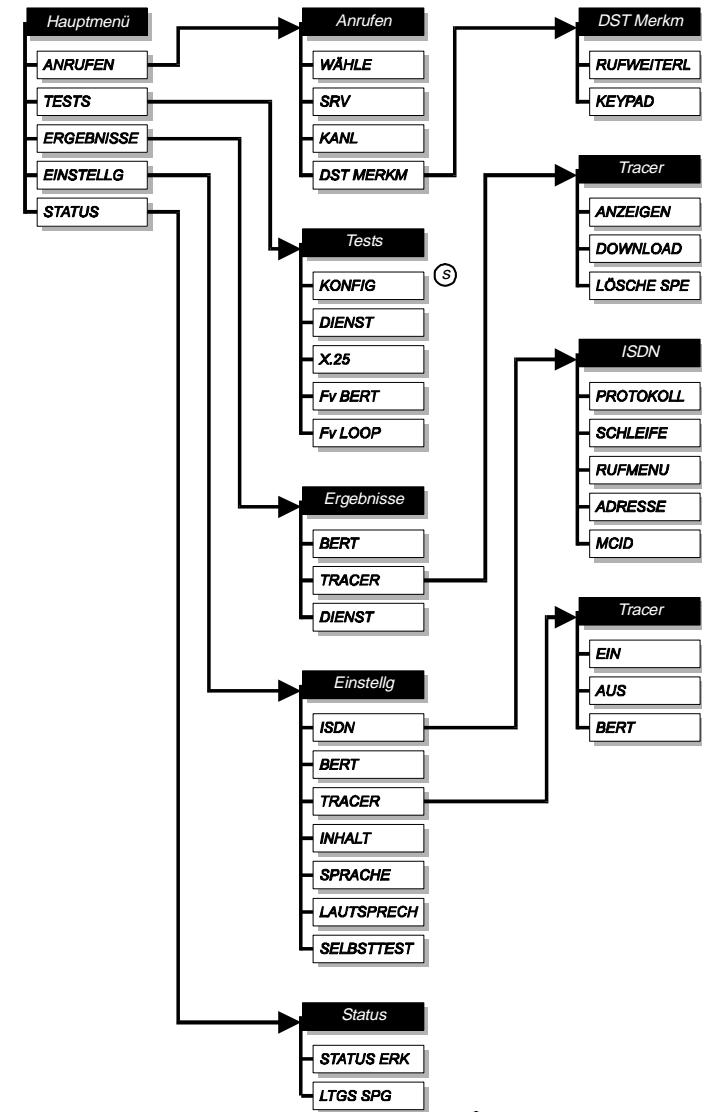 Hauptmenü
ANRUFEN
TESTS
ERGEBNISSE
EINSTELLG
STATUS
Anrufen
WÄHLE
SRV
KANL
DST MERKM
Tests
KONFIG
S
DIENST
X.25
Fv BERT
Fv LOOP
Ergebnisse
BERT
TRACER
DIENST
Einstellg
ISDN
BERT
TRACER
INHALT
SPRACHE
LAUTSPRECH
SELBSTTEST
Status
STATUS ERK
LTGS SPG
DST Merkm
RUFWEITERL
KEYPAD
Tracer
ANZEIGEN
DOWNLOAD
LÖSCHE SPE
ISDN
PROTOKOLL
SCHLEIFE
RUFMENU
ADRESSE
MCID
Tracer
EIN
AUS
BERT